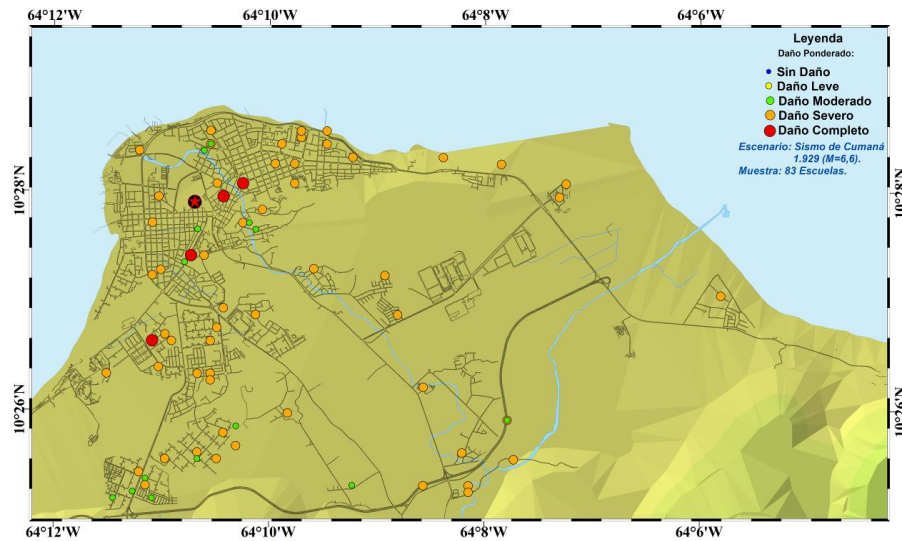 64°12'W 64°10'W 64°8'W 64°6'W
Leyenda
Daño Ponderado:
Sin Daño
Daño Leve
Daño Moderado
Daño Severo
Daño Completo
Escenario: Sismo de Cumaná
1.929 (M=6,6).
Muestra: 83 Escuelas.
10°28'N 10°28'N
10°26'N 10°26'N
64°12'W 64°10'W 64°8'W 64°6'W